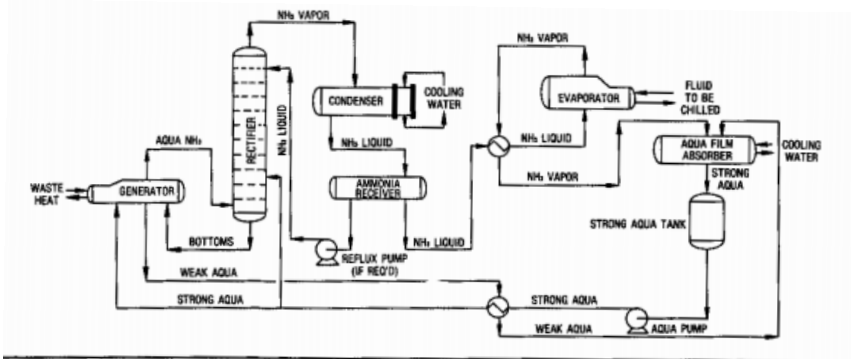 NH₃ VAPOR
NH₃ VAPOR
EVAPORATOR
FLUID
TO BE
CHILLED
CONDENSER
COOLING
WATER
RECTIFIER
NH₃ LIQUID
AQUA NH₃
NH₃ LIQUID
NH₃ LIQUID
AQUA FILM
ABSORBER
COOLING
WATER
STRONG
AQUA
WASTE
HEAT
GENERATOR
AMMONIA
RECEIVER
NH₃ VAPOR
STRONG AQUA TANK
BOTTOMS
NH₃ LIQUID
REFLUX PUMP
(IF REQ'D)
WEAK AQUA
STRONG AQUA
STRONG AQUA
WEAK AQUA
AQUA PUMP